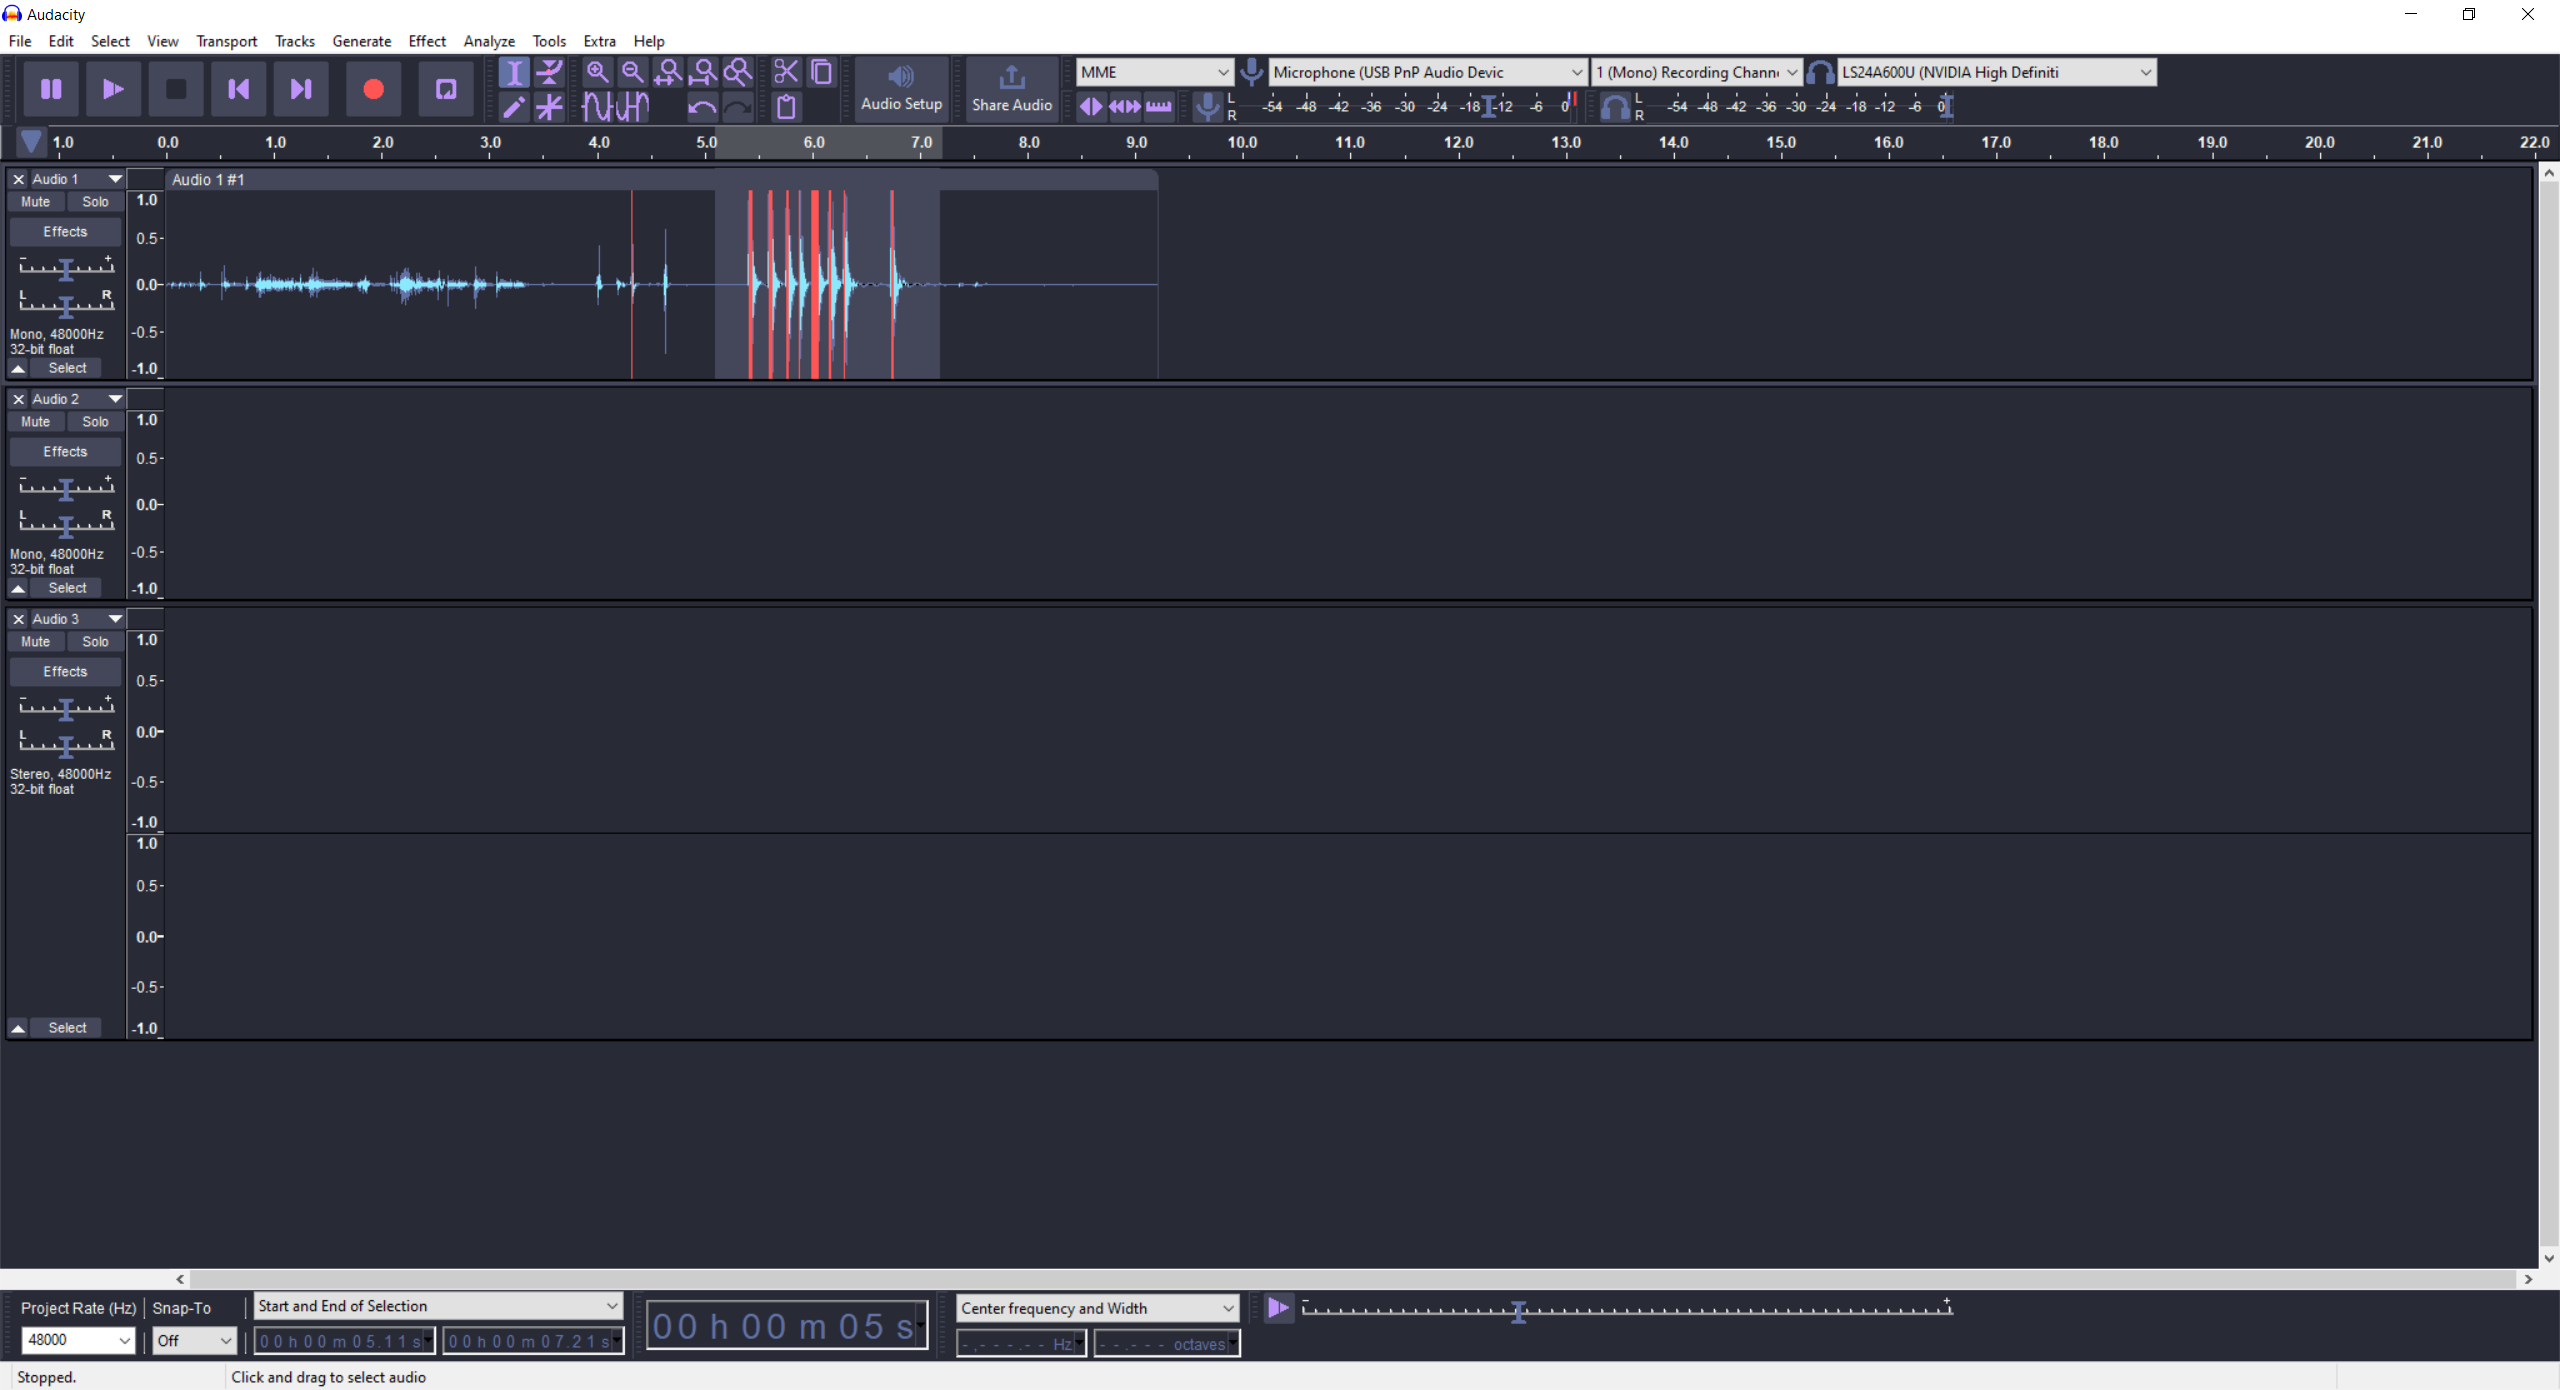 Audacity
File Edit Select View Transport Tracks Generate Effect Analyze Tools Extra Help
Audio Setup
Share Audio
MME
Microphone (USB PnP Audio Devic
1 (Mono) Recording Channe
LS24A600U (NVIDIA High Definiti
L
R
-54 -48 -42 -36 -30 -24 -18 -12 -6 0
L
R
-54 -48 -42 -36 -30 -24 -18 -12 -6 0
1.0 0.0 1.0 2.0 3.0 4.0 5.0 6.0 7.0 8.0 9.0 10.0 11.0 12.0 13.0 14.0 15.0 16.0 17.0 18.0 19.0 20.0 21.0 22.0
Audio 1
Audio 1 #1
Mute Solo
Effects
- +
L R
Mono, 48000Hz
32-bit float
Select
1.0
0.5-
0.0-
-0.5-
-1.0
Audio 2
Mute Solo
Effects
- +
L R
Mono, 48000Hz
32-bit float
Select
1.0
0.5-
0.0-
-0.5-
-1.0
Audio 3
Mute Solo
Effects
- +
L R
Stereo, 48000Hz
32-bit float
Select
1.0
0.5-
0.0-
-0.5-
-1.0
1.0
0.5-
0.0-
-0.5-
-1.0
Project Rate (Hz)
48000
Snap-To
Off
Start and End of Selection
00 h 00 m 05.11 s
00 h 00 m 07.21 s
00 h 00 m 05 s
Center frequency and Width
-.,- - -.- - Hz
- -.- - - octaves
- +
Stopped.
Click and drag to select audio